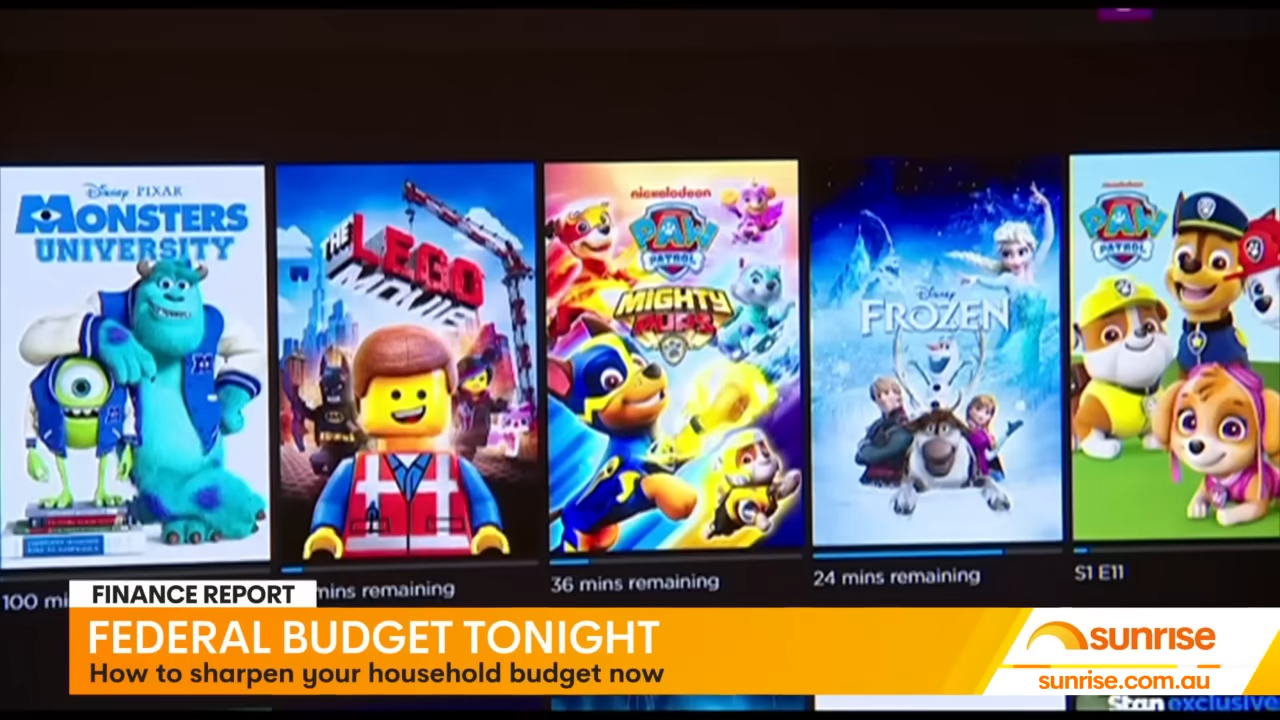 Disney PIXAR
MONSTERS
UNIVERSITY
THE
LEGO
MOVIE
nickelodeon
PAW
PATROL
MIGHTY
PUPS
Disney
FROZEN
PAW
PATROL
100
mins remaining
36 mins remaining
24 mins remaining
S1 E11
FINANCE REPORT
FEDERAL BUDGET TONIGHT
How to sharpen your household budget now
sunrise
sunrise.com.au
Stan exclusive